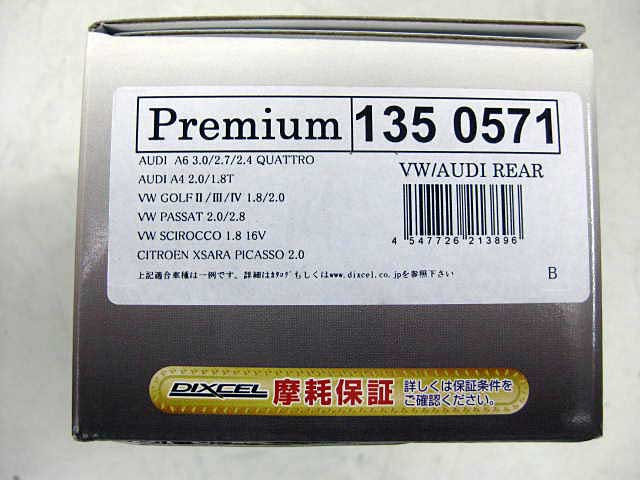 Premium 135 0571
AUDI A6 3.0/2.7/2.4 QUATTRO
AUDI A4 2.0/1.8T
VW GOLFⅡ/Ⅲ/Ⅳ 1.8/2.0
VW PASSAT 2.0/2.8
VW SCIROCCO 1.8 16V
CITROEN XSARA PICASSO 2.0
VW/AUDI REAR
4 547726 213896
上記適合車種は一例です。詳細はｶﾀﾛｸﾞもしくはwww.dixcel.co.jpを参照下さい
B
DIXCEL 摩耗保証
詳しくは保証条件を
ご確認ください。